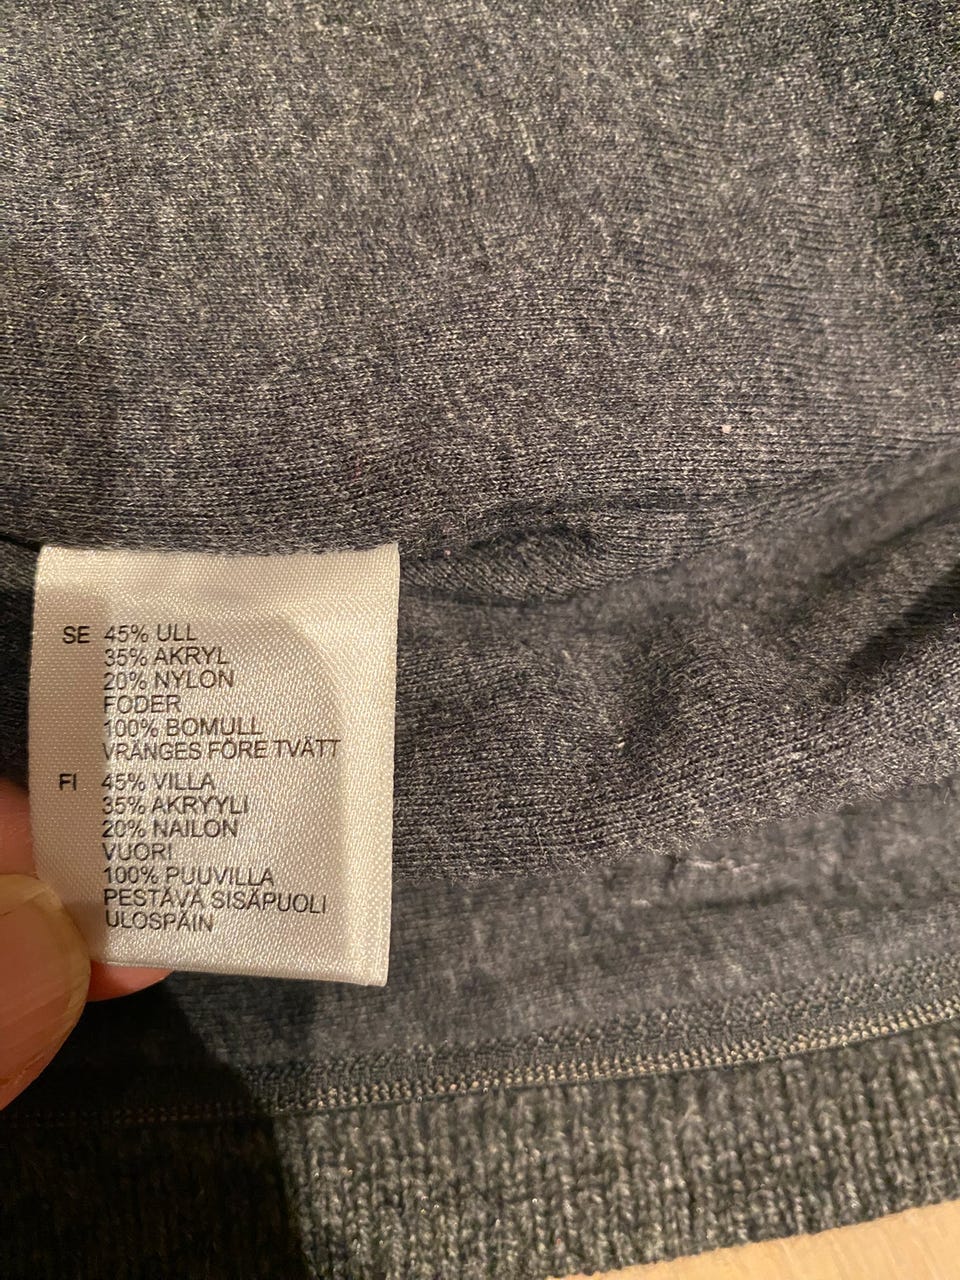 SE 45% ULL
35% AKRYL
20% NYLON
FODER
100% BOMULL
VRÄNGES FÖRE TVÄTT
FI 45% VILLA
35% AKRYYLI
20% NAILON
VUORI
100% PUUVILLA
PESTÄVÄ SISÄPUOLI
ULOSPÄIN